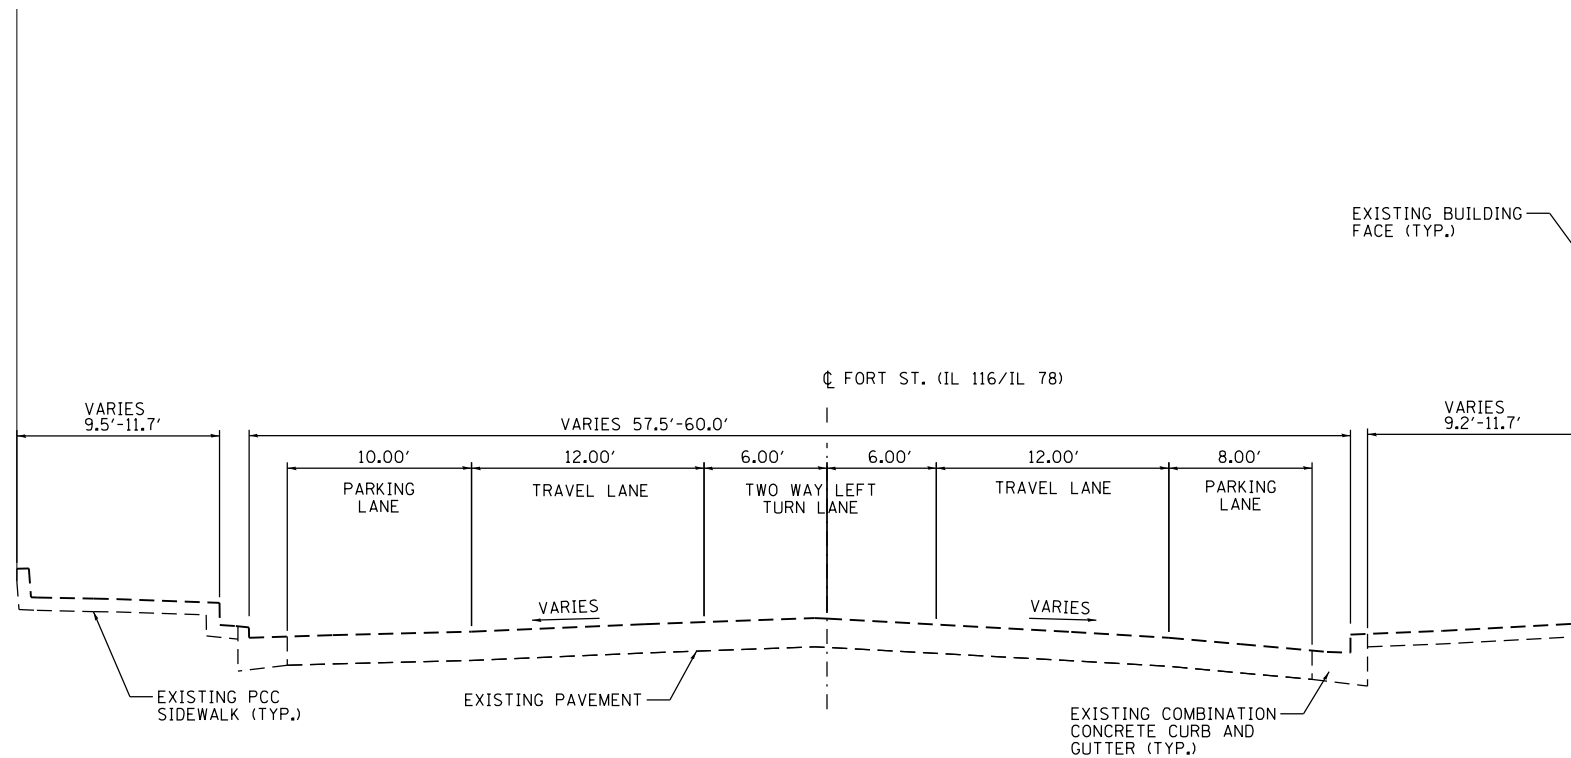 EXISTING BUILDING
FACE (TYP.)
℄ FORT ST. (IL 116/IL 78)
VARIES
9.5'-11.7'
VARIES 57.5'-60.0'
VARIES
9.2'-11.7'
10.00'
12.00'
6.00'
6.00'
12.00'
8.00'
PARKING
LANE
TRAVEL LANE
TWO WAY LEFT
TURN LANE
TRAVEL LANE
PARKING
LANE
VARIES
VARIES
EXISTING PCC
SIDEWALK (TYP.)
EXISTING PAVEMENT
EXISTING COMBINATION
CONCRETE CURB AND
GUTTER (TYP.)